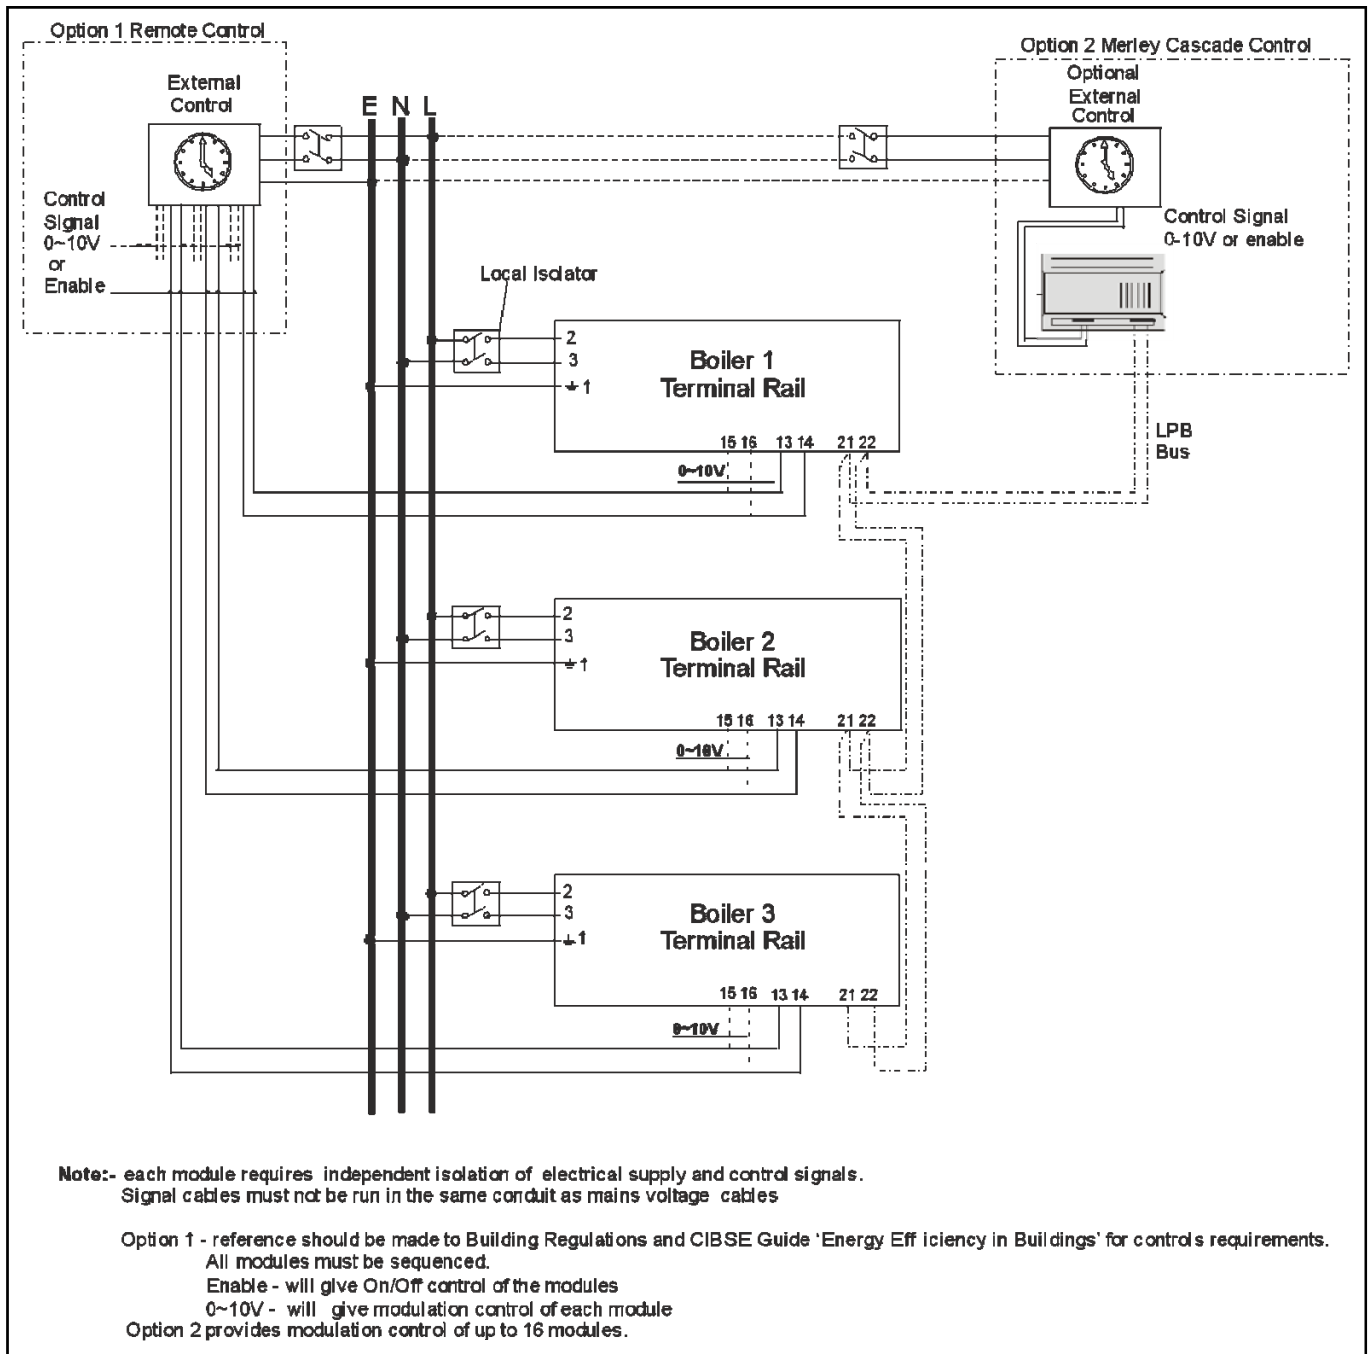 Option 1 Remote Control
Option 2 Merley Cascade Control
External
Control
Optional
External
Control
E N L
Control
Signal
0~10V
or
Enable
Control Signal
0-10V or enable
Local Isolator
2
3
1
Boiler 1
Terminal Rail
15 16 13 14 21 22
0~10V
LPB
Bus
2
3
1
Boiler 2
Terminal Rail
15 16 13 14 21 22
0~10V
2
3
1
Boiler 3
Terminal Rail
15 16 13 14 21 22
0~10V
Note:- each module requires independent isolation of electrical supply and control signals.
Signal cables must not be run in the same conduit as mains voltage cables
Option 1 - reference should be made to Building Regulations and CIBSE Guide 'Energy Eff iciency in Buildings' for controls requirements.
All modules must be sequenced.
Enable - will give On/Off control of the modules
0~10V - will give modulation control of each module
Option 2 provides modulation control of up to 16 modules.